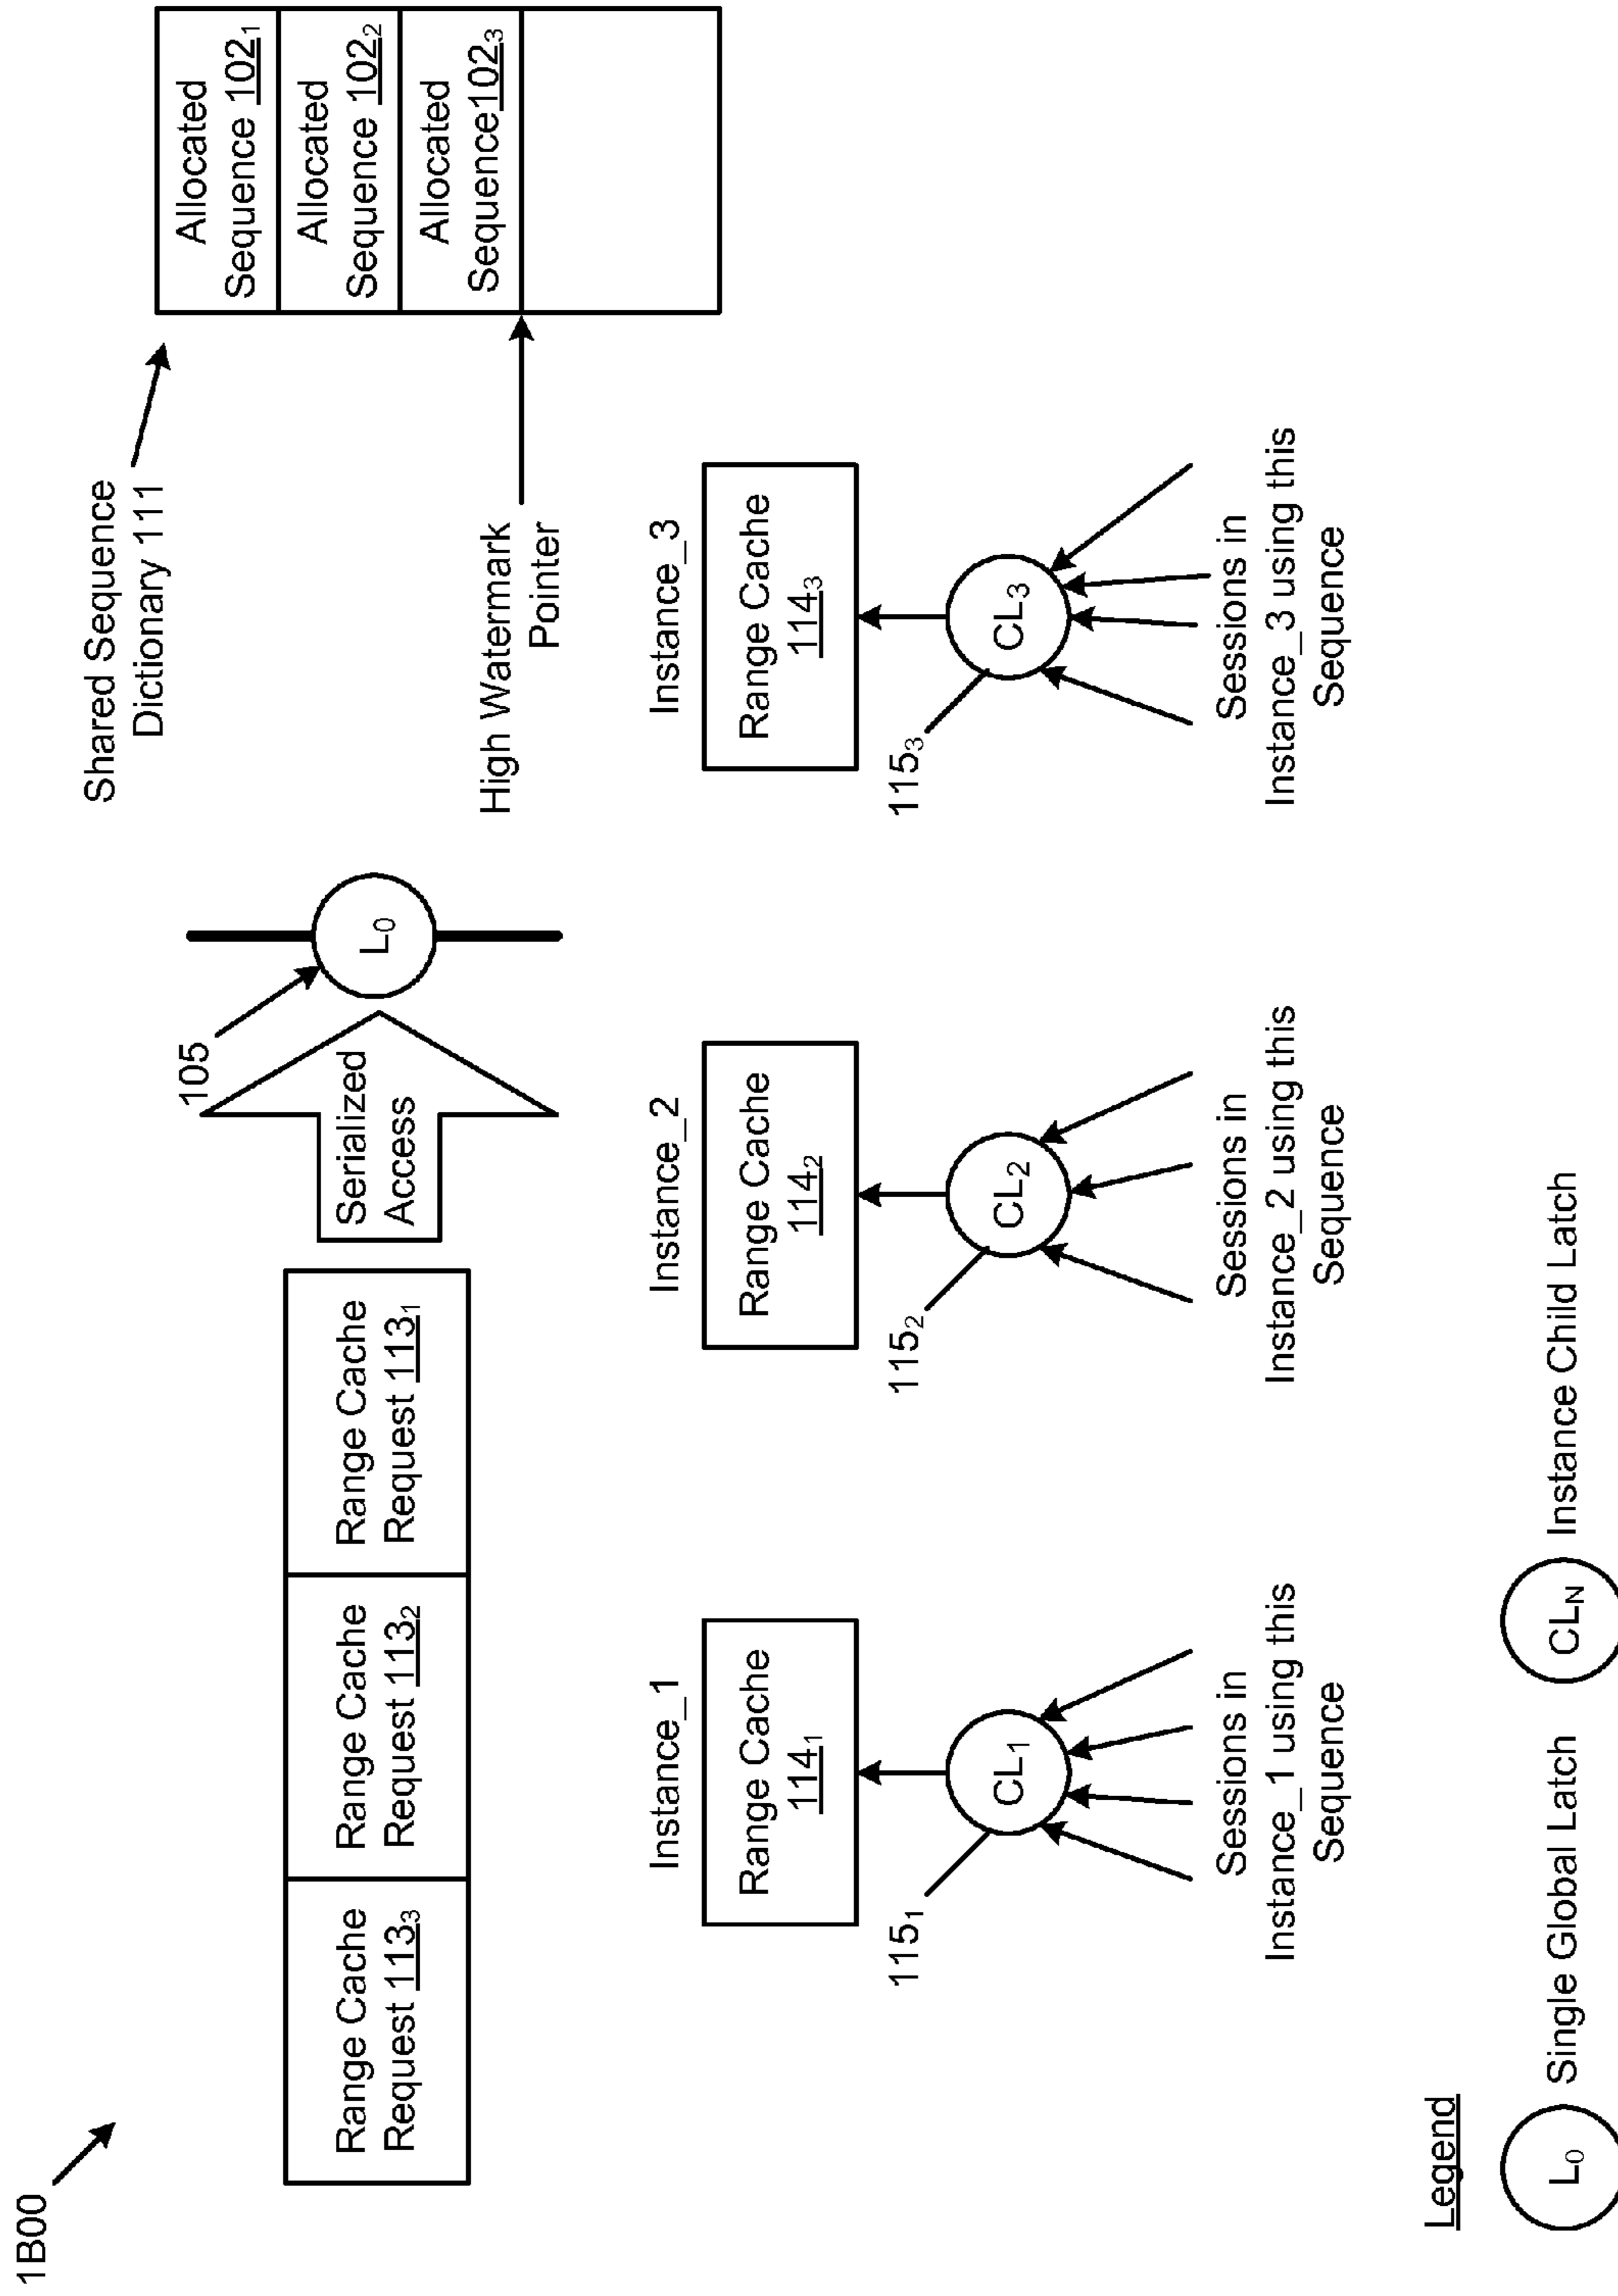 1B00
Shared Sequence
Dictionary 111
Allocated
Sequence 102₁
Allocated
Sequence 102₂
Allocated
Sequence102₃
High Watermark
Pointer
105
L₀
Serialized
Access
Range Cache
Request 113₃
Range Cache
Request 113₂
Range Cache
Request 113₁
Instance_1
Range Cache
114₁
115₁
CL₁
Sessions in
Instance_1 using this
Sequence
Instance_2
Range Cache
114₂
115₂
CL₂
Sessions in
Instance_2 using this
Sequence
Instance_3
Range Cache
114₃
115₃
CL₃
Sessions in
Instance_3 using this
Sequence
Legend
L₀ Single Global Latch
CL_N Instance Child Latch